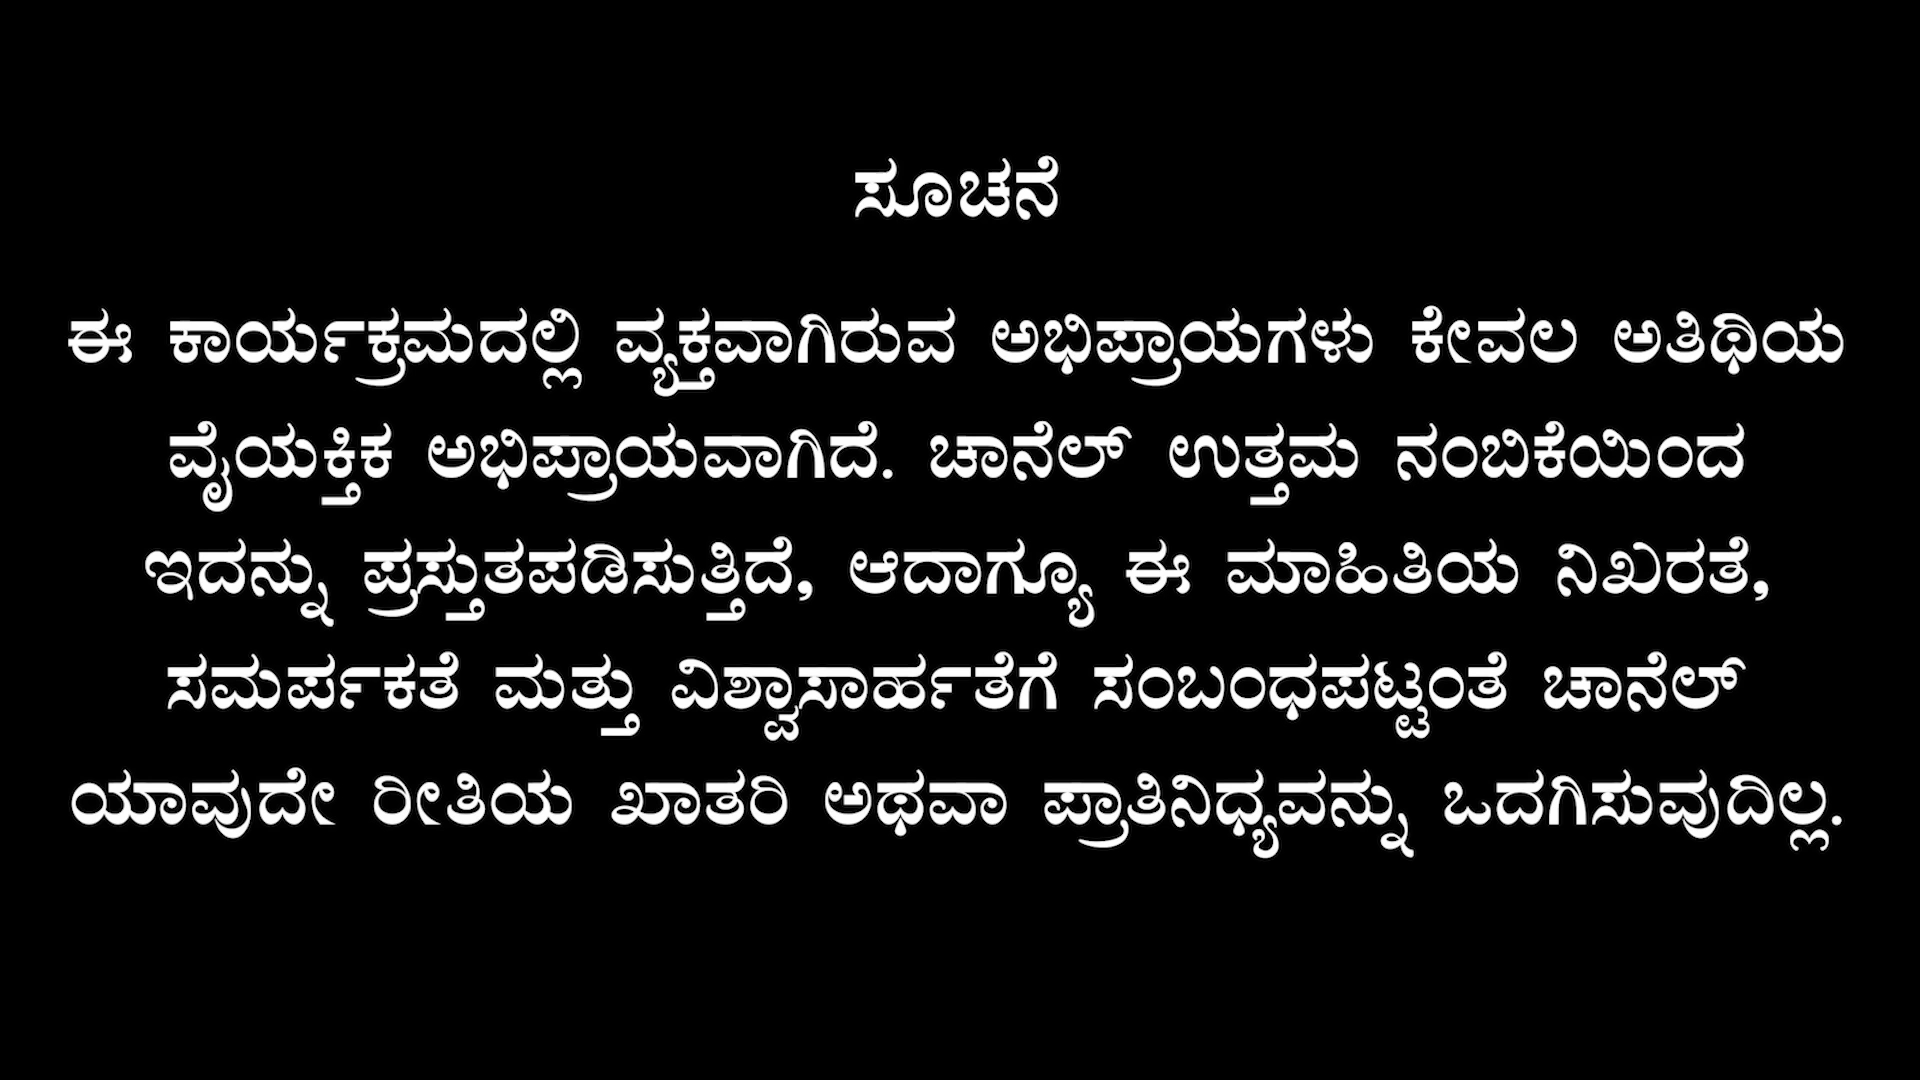 ಸೂಚನೆ
ಈ ಕಾರ್ಯಕ್ರಮದಲ್ಲಿ ವ್ಯಕ್ತವಾಗಿರುವ ಅಭಿಪ್ರಾಯಗಳು ಕೇವಲ ಅತಿಥಿಯ
ವೈಯಕ್ತಿಕ ಅಭಿಪ್ರಾಯವಾಗಿದೆ. ಚಾನೆಲ್ ಉತ್ತಮ ನಂಬಿಕೆಯಿಂದ
ಇದನ್ನು ಪ್ರಸ್ತುತಪಡಿಸುತ್ತಿದೆ, ಆದಾಗ್ಯೂ ಈ ಮಾಹಿತಿಯ ನಿಖರತೆ,
ಸಮರ್ಪಕತೆ ಮತ್ತು ವಿಶ್ವಾಸಾರ್ಹತೆಗೆ ಸಂಬಂಧಪಟ್ಟಂತೆ ಚಾನೆಲ್
ಯಾವುದೇ ರೀತಿಯ ಖಾತರಿ ಅಥವಾ ಪ್ರಾತಿನಿಧ್ಯವನ್ನು ಒದಗಿಸುವುದಿಲ್ಲ.